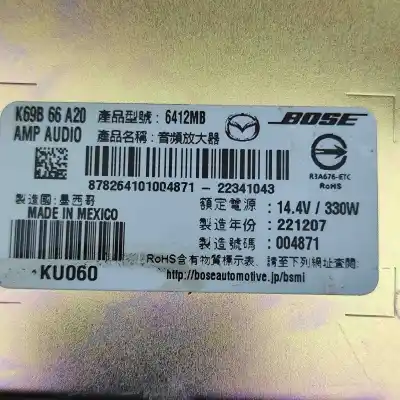 K69B 66 A20 產品型號：6412MB
AMP AUDIO 產品名稱：音頻放大器
BOSE
R3A676-ETC
RoHS
878264101004871-22341043
製造國：墨西哥
MADE IN MEXICO
額定電源：14.4V / 330W
製造年份：221207
製造號碼：004871
KU060
RoHS含有物質標示表, 請至下列網址查閱:
http://boseautomotive.jp/bsmi